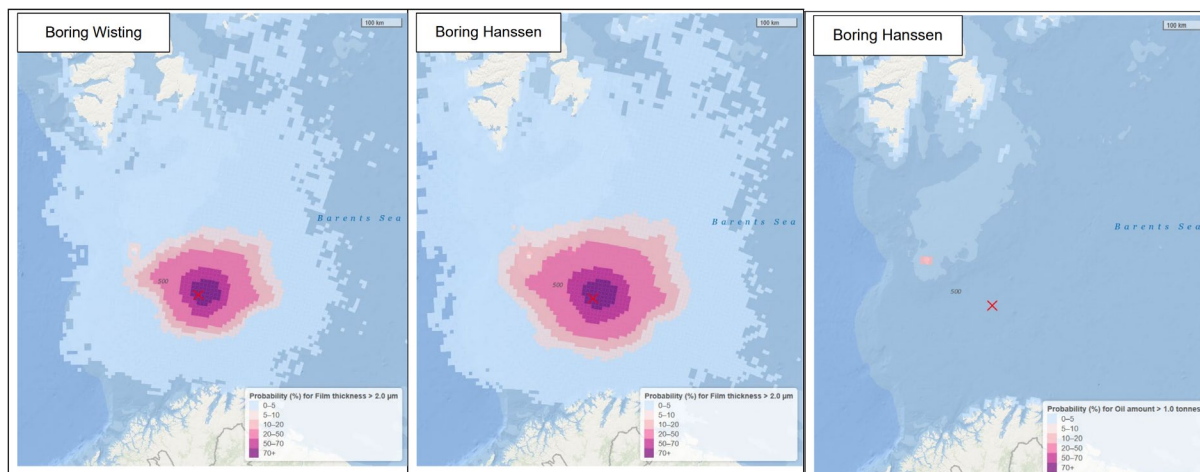 Boring Wisting
100 km
Barents Sea
500
Probability (%) for Film thickness > 2.0 µm
0–5
5–10
10–20
20–50
50–70
70+
Boring Hanssen
100 km
Barents Sea
500
Probability (%) for Film thickness > 2.0 µm
0–5
5–10
10–20
20–50
50–70
70+
Boring Hanssen
100 km
Barents Sea
500
Probability (%) for Oil amount > 1.0 tonnes
0–5
5–10
10–20
20–50
50–70
70+